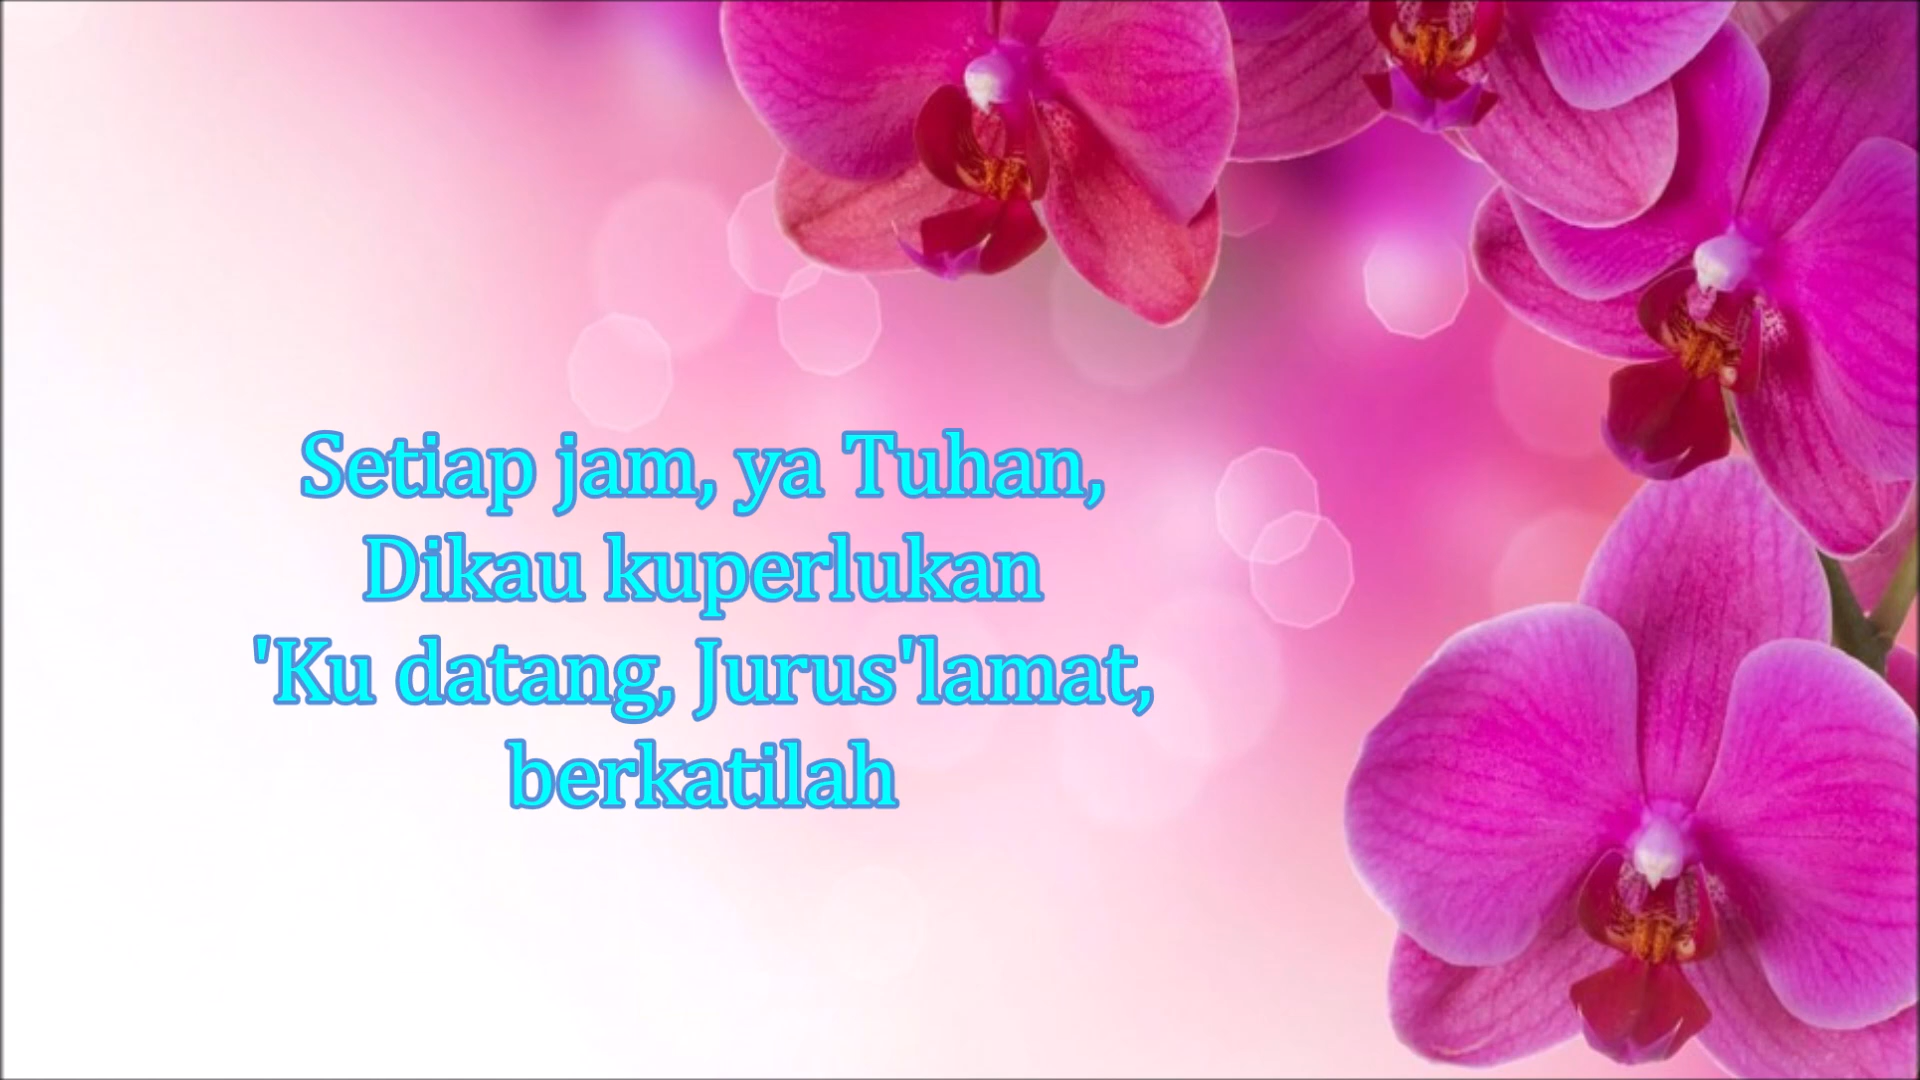 Setiap jam, ya Tuhan,
Dikau kuperlukan
'Ku datang, Jurus'lamat,
berkatilah